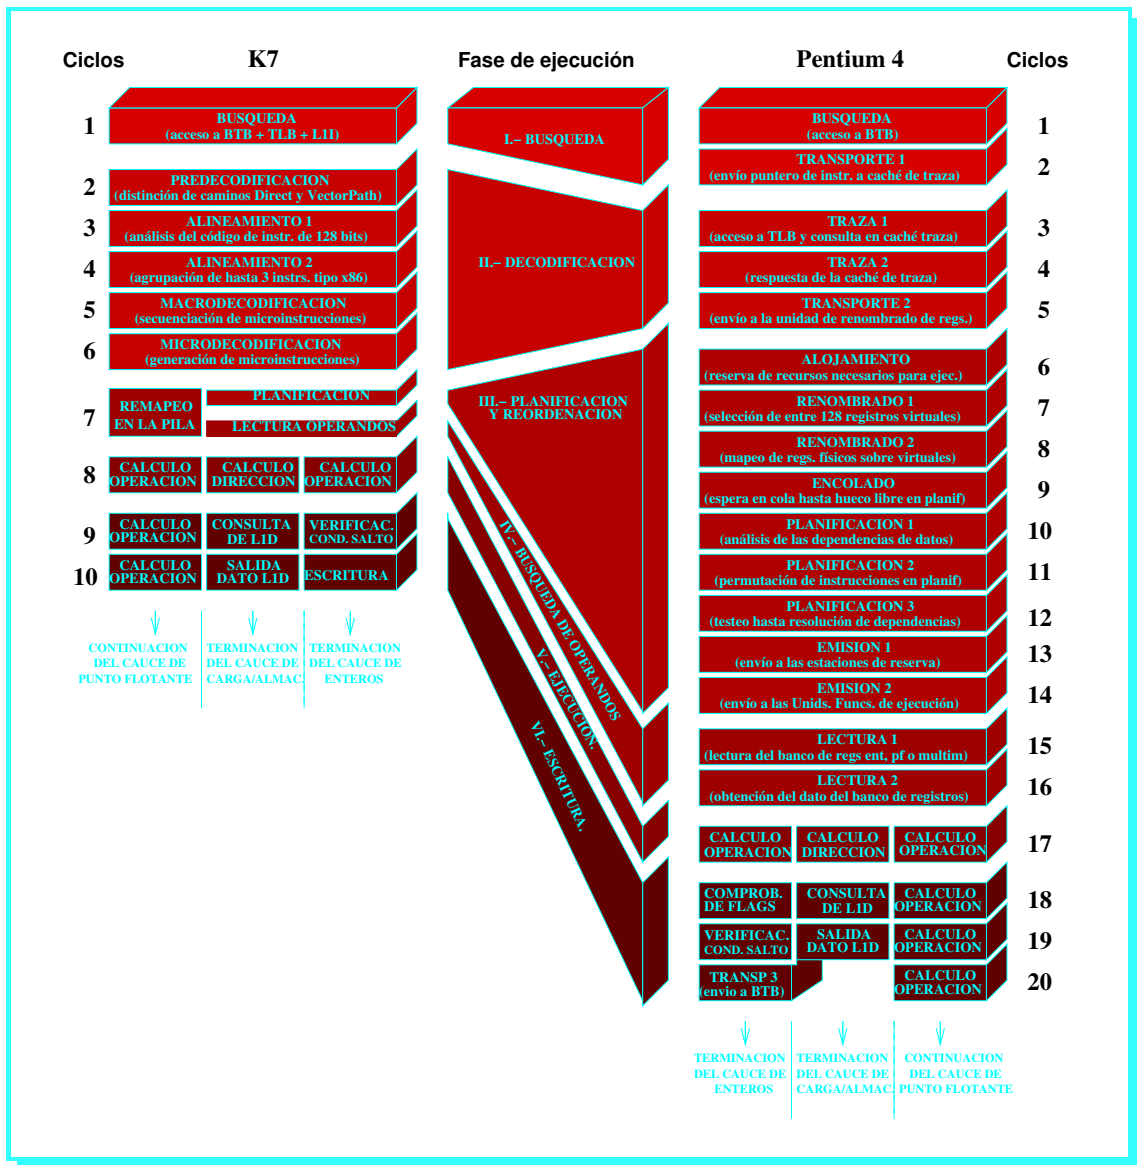 Ciclos
K7
Fase de ejecución
Pentium 4
Ciclos
1
BUSQUEDA
(acceso a BTB + TLB + L1I)
2
PREDECODIFICACION
(distinción de caminos Direct y VectorPath)
3
ALINEAMIENTO 1
(análisis del código de instr. de 128 bits)
4
ALINEAMIENTO 2
(agrupación de hasta 3 instrs. tipo x86)
5
MACRODECODIFICACION
(secuenciación de microinstrucciones)
6
MICRODECODIFICACION
(generación de microinstrucciones)
7
REMAPEO
EN LA PILA
PLANIFICACION
LECTURA OPERANDOS
8
CALCULO
OPERACION
CALCULO
DIRECCION
CALCULO
OPERACION
9
CALCULO
OPERACION
CONSULTA
DE L1D
VERIFICAC.
COND. SALTO
10
CALCULO
OPERACION
SALIDA
DATO L1D
ESCRITURA
CONTINUACION
DEL CAUCE DE
PUNTO FLOTANTE
TERMINACION
DEL CAUCE DE
CARGA/ALMAC.
TERMINACION
DEL CAUCE DE
ENTEROS
I.– BUSQUEDA
II.– DECODIFICACION
III.– PLANIFICACION
Y REORDENACION
IV.– BUSQUEDA DE OPERANDOS
V.– EJECUCION.
VI.– ESCRITURA.
BUSQUEDA
(acceso a BTB)
1
TRANSPORTE 1
(envío puntero de instr. a caché de traza)
2
TRAZA 1
(acceso a TLB y consulta en caché traza)
3
TRAZA 2
(respuesta de la caché de traza)
4
TRANSPORTE 2
(envío a la unidad de renombrado de regs.)
5
ALOJAMIENTO
(reserva de recursos necesarios para ejec.)
6
RENOMBRADO 1
(selección de entre 128 registros virtuales)
7
RENOMBRADO 2
(mapeo de regs. físicos sobre virtuales)
8
ENCOLADO
(espera en cola hasta hueco libre en planif)
9
PLANIFICACION 1
(análisis de las dependencias de datos)
10
PLANIFICACION 2
(permutación de instrucciones en planif)
11
PLANIFICACION 3
(testeo hasta resolución de dependencias)
12
EMISION 1
(envío a las estaciones de reserva)
13
EMISION 2
(envío a las Unids. Funcs. de ejecución)
14
LECTURA 1
(lectura del banco de regs ent, pf o multim)
15
LECTURA 2
(obtención del dato del banco de registros)
16
CALCULO
OPERACION
CALCULO
DIRECCION
CALCULO
OPERACION
17
COMPROB.
DE FLAGS
CONSULTA
DE L1D
CALCULO
OPERACION
18
VERIFICAC.
COND. SALTO
SALIDA
DATO L1D
CALCULO
OPERACION
19
TRANSP 3
(envio a BTB)
CALCULO
OPERACION
20
TERMINACION
DEL CAUCE DE
ENTEROS
TERMINACION
DEL CAUCE DE
CARGA/ALMAC.
CONTINUACION
DEL CAUCE DE
PUNTO FLOTANTE